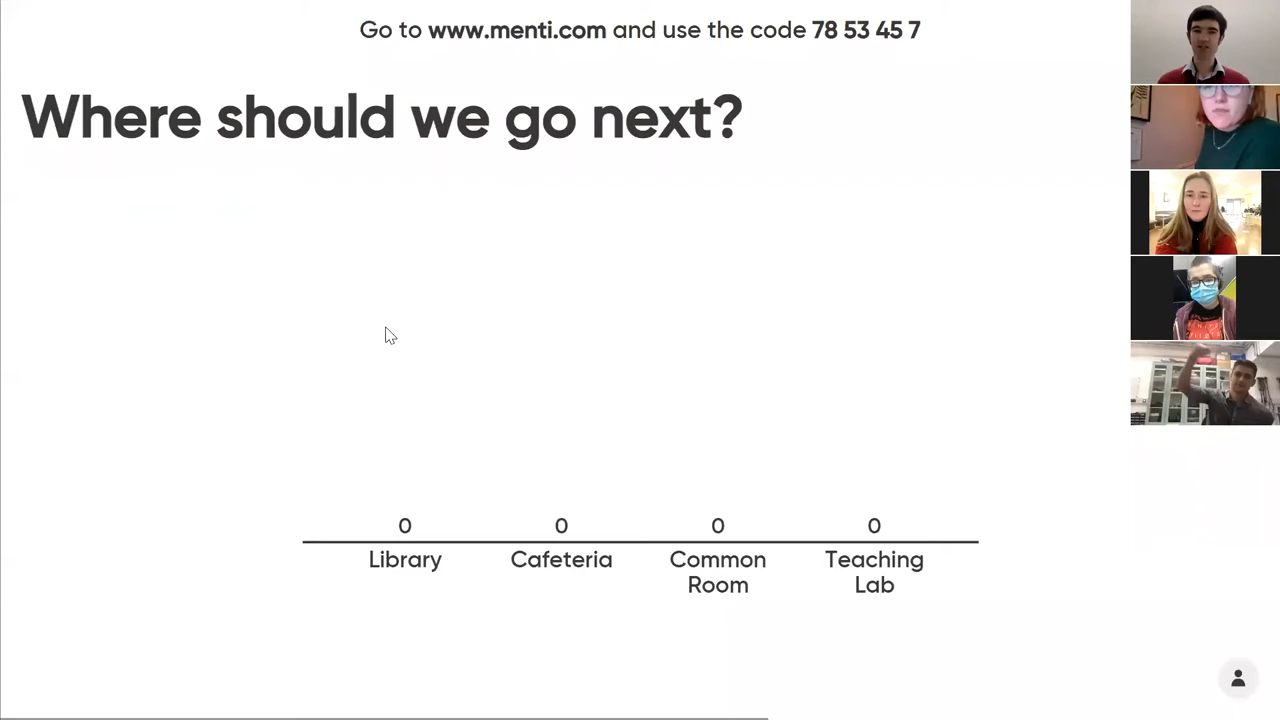 Go to www.menti.com and use the code 78 53 45 7
Where should we go next?
0 0 0 0
Library Cafeteria Common Room Teaching Lab